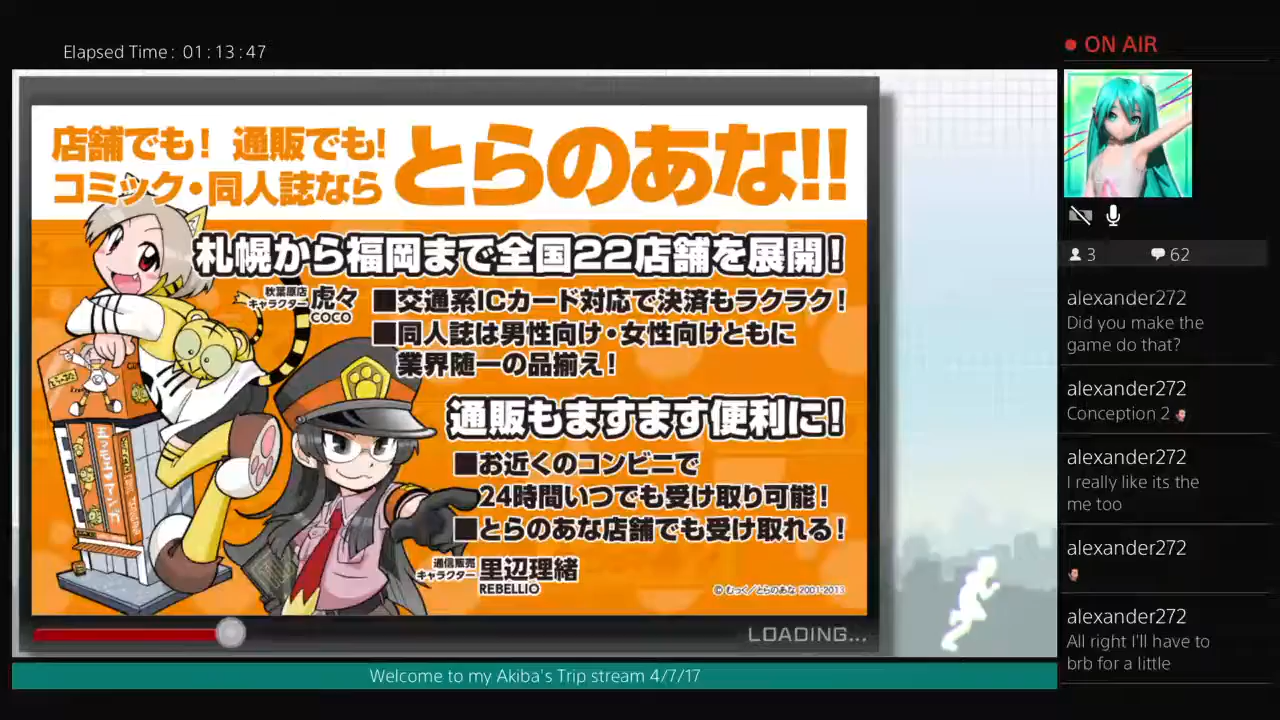 Elapsed Time: 01:13:47
ON AIR
店舗でも! 通販でも!
コミック・同人誌なら
とらのあな!!
札幌から福岡まで全国22店舗を展開!
秋葉原店
キャラクター
虎々
COCO
■交通系ICカード対応で決済もラクラク!
■同人誌は男性向け・女性向けともに
業界随一の品揃え!
通販もますます便利に!
■お近くのコンビニで
24時間いつでも受け取り可能!
■とらのあな店舗でも受け取れる!
通信販売
キャラクター
里辺理緒
REBELLIO
©むっく/とらのあな 2001-2013
LOADING...
Welcome to my Akiba's Trip stream 4/7/17
3
62
alexander272
Did you make the
game do that?
alexander272
Conception 2
alexander272
I really like its the
me too
alexander272
alexander272
All right I'll have to
brb for a little